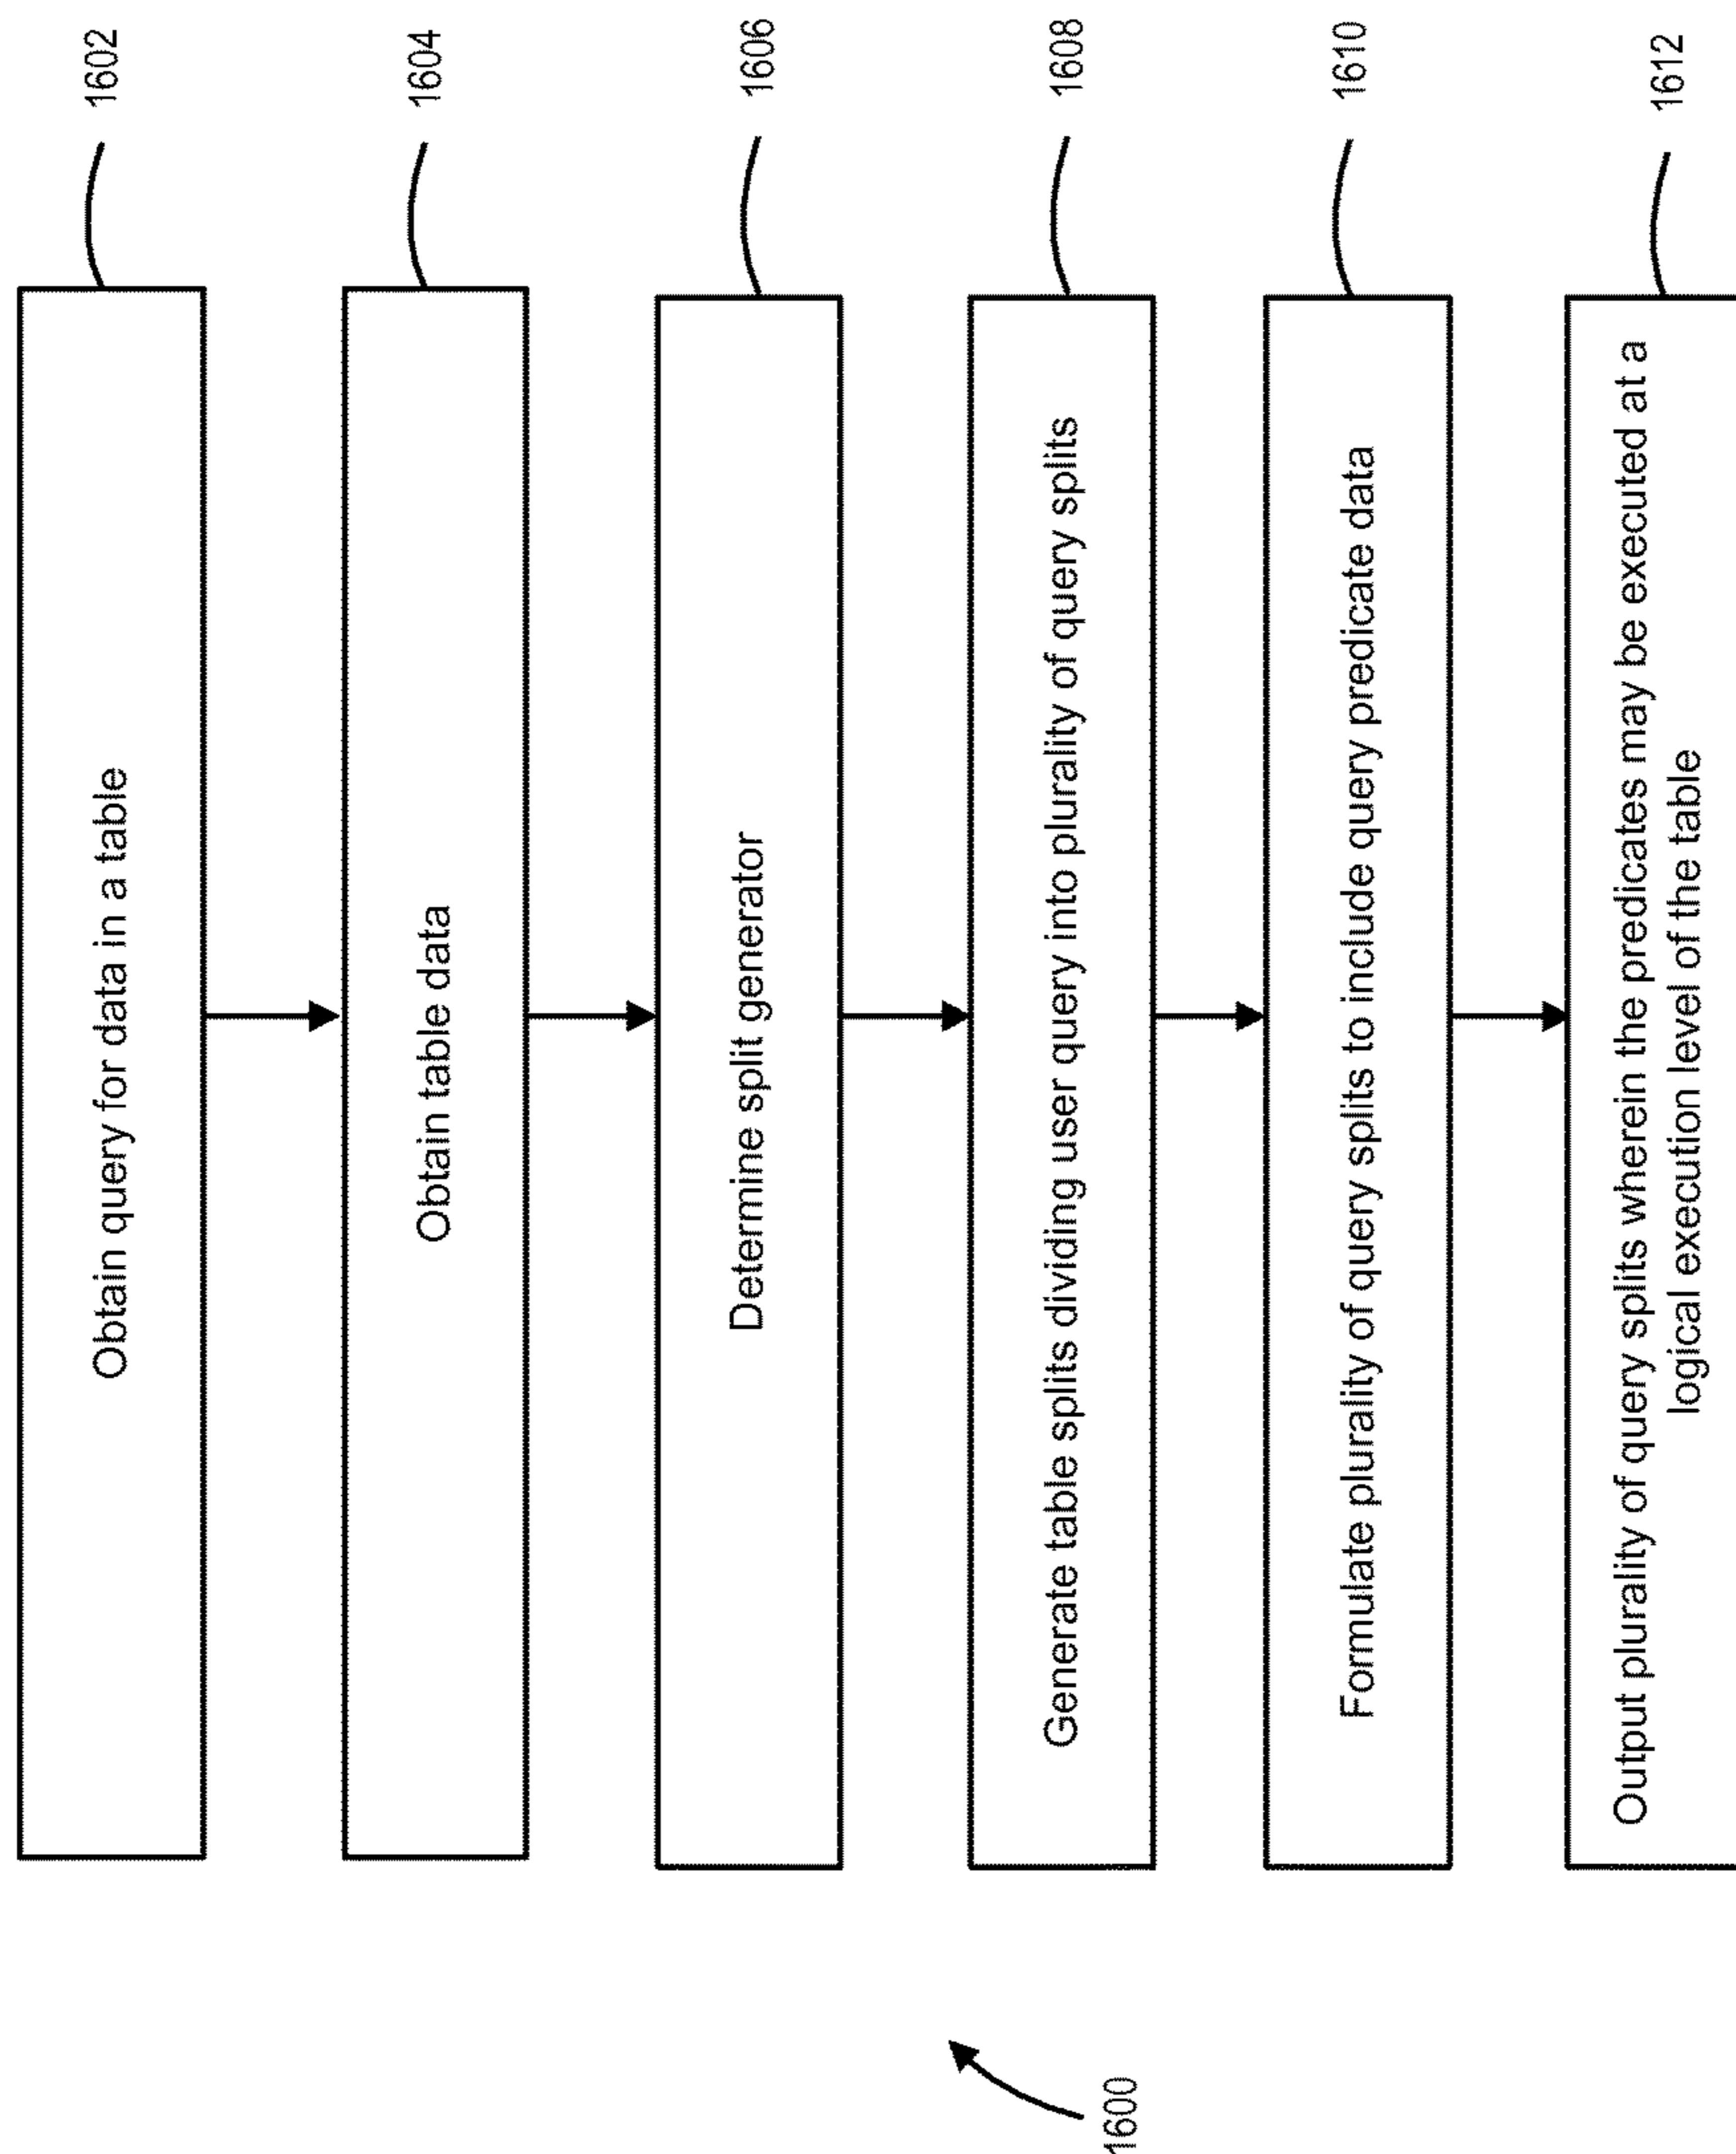 1602
Obtain query for data in a table
1604
Obtain table data
1606
Determine split generator
1608
Generate table splits dividing user query into plurality of query splits
1610
Formulate plurality of query splits to include query predicate data
1612
Output plurality of query splits wherein the predicates may be executed at a
logical execution level of the table
1600